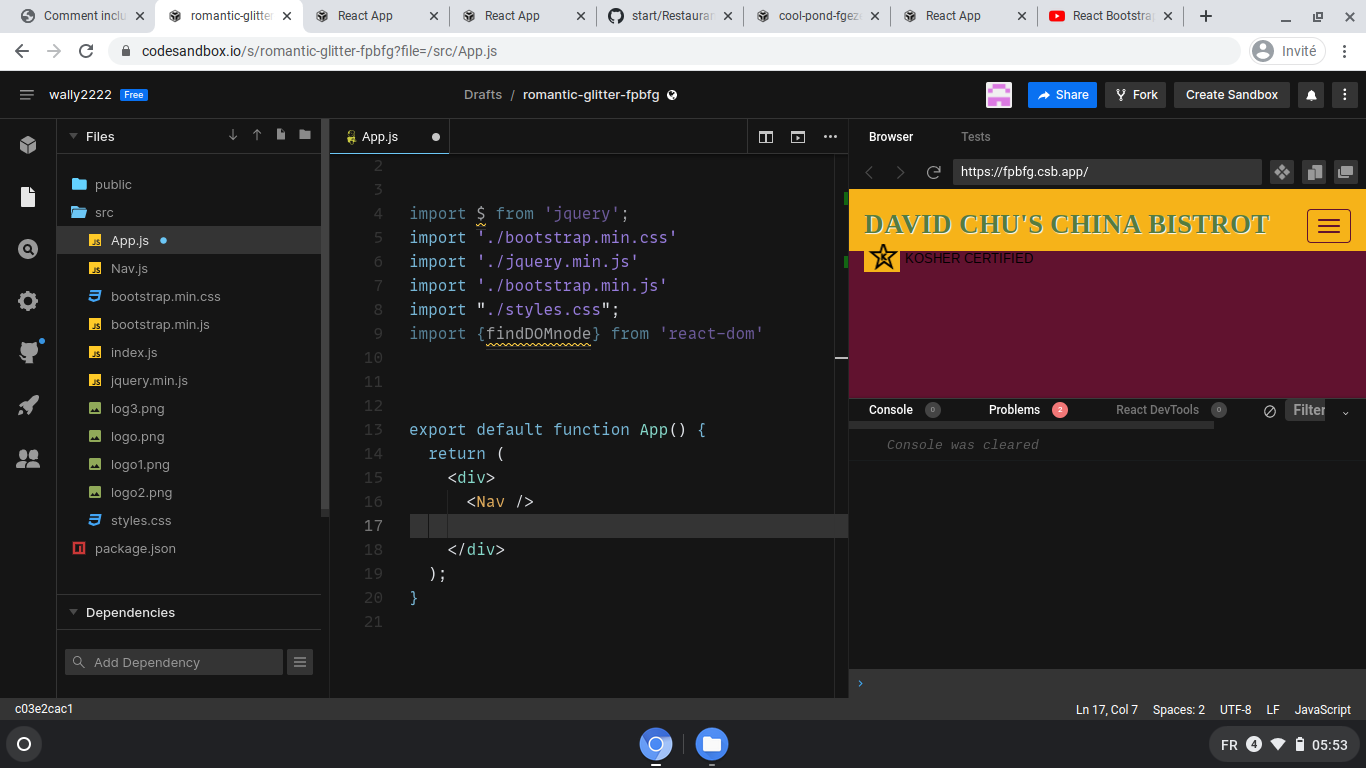 Comment inclu
romantic-glitter
React App
React App
start/Restaura
cool-pond-fgez
React App
React Bootstra
codesandbox.io/s/romantic-glitter-fpbfg?file=/src/App.js
Invité
wally2222 Free
Drafts / romantic-glitter-fpbfg
Share
Fork
Create Sandbox
Files
public
src
App.js
Nav.js
bootstrap.min.css
bootstrap.min.js
index.js
jquery.min.js
log3.png
logo.png
logo1.png
logo2.png
styles.css
package.json
Dependencies
Add Dependency
App.js
2
3
4 import $ from 'jquery';
5 import './bootstrap.min.css'
6 import './jquery.min.js'
7 import './bootstrap.min.js'
8 import "./styles.css";
9 import {findDOMnode} from 'react-dom'
10
11
12
13 export default function App() {
14 return (
15 <div>
16 <Nav />
17
18 </div>
19 );
20 }
21
Browser Tests
https://fpbfg.csb.app/
DAVID CHU'S CHINA BISTROT
K KOSHER CERTIFIED
Console 0 Problems 2 React DevTools 0 Filter
Console was cleared
c03e2cac1
Ln 17, Col 7 Spaces: 2 UTF-8 LF JavaScript
FR 4 05:53